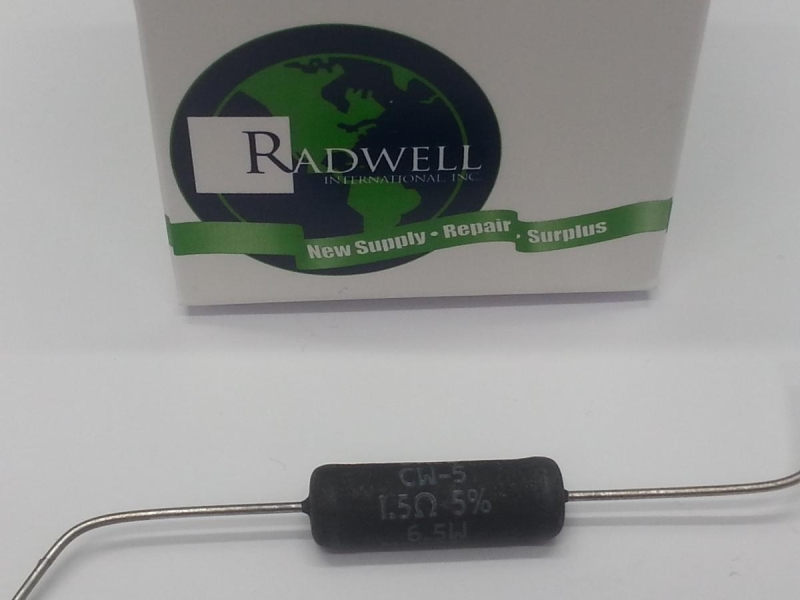 RADWELL
INTERNATIONAL, INC.
New Supply • Repair • Surplus
CW-5
1.5Ω 5%
6.5W